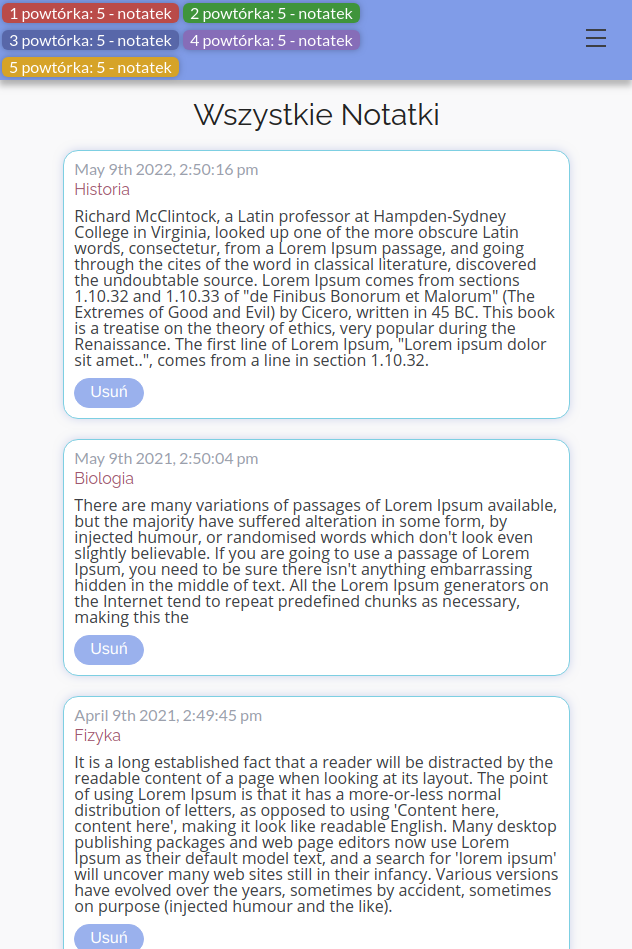 1 powtórka: 5 - notatek 2 powtórka: 5 - notatek
3 powtórka: 5 - notatek 4 powtórka: 5 - notatek
5 powtórka: 5 - notatek
Wszystkie Notatki
May 9th 2022, 2:50:16 pm
Historia
Richard McClintock, a Latin professor at Hampden-Sydney
College in Virginia, looked up one of the more obscure Latin
words, consectetur, from a Lorem Ipsum passage, and going
through the cites of the word in classical literature, discovered
the undoubtable source. Lorem Ipsum comes from sections
1.10.32 and 1.10.33 of "de Finibus Bonorum et Malorum" (The
Extremes of Good and Evil) by Cicero, written in 45 BC. This book
is a treatise on the theory of ethics, very popular during the
Renaissance. The first line of Lorem Ipsum, "Lorem ipsum dolor
sit amet..", comes from a line in section 1.10.32.
Usuń
May 9th 2021, 2:50:04 pm
Biologia
There are many variations of passages of Lorem Ipsum available,
but the majority have suffered alteration in some form, by
injected humour, or randomised words which don't look even
slightly believable. If you are going to use a passage of Lorem
Ipsum, you need to be sure there isn't anything embarrassing
hidden in the middle of text. All the Lorem Ipsum generators on
the Internet tend to repeat predefined chunks as necessary,
making this the
Usuń
April 9th 2021, 2:49:45 pm
Fizyka
It is a long established fact that a reader will be distracted by the
readable content of a page when looking at its layout. The point
of using Lorem Ipsum is that it has a more-or-less normal
distribution of letters, as opposed to using 'Content here,
content here', making it look like readable English. Many desktop
publishing packages and web page editors now use Lorem
Ipsum as their default model text, and a search for 'lorem ipsum'
will uncover many web sites still in their infancy. Various versions
have evolved over the years, sometimes by accident, sometimes
on purpose (injected humour and the like).
Usuń